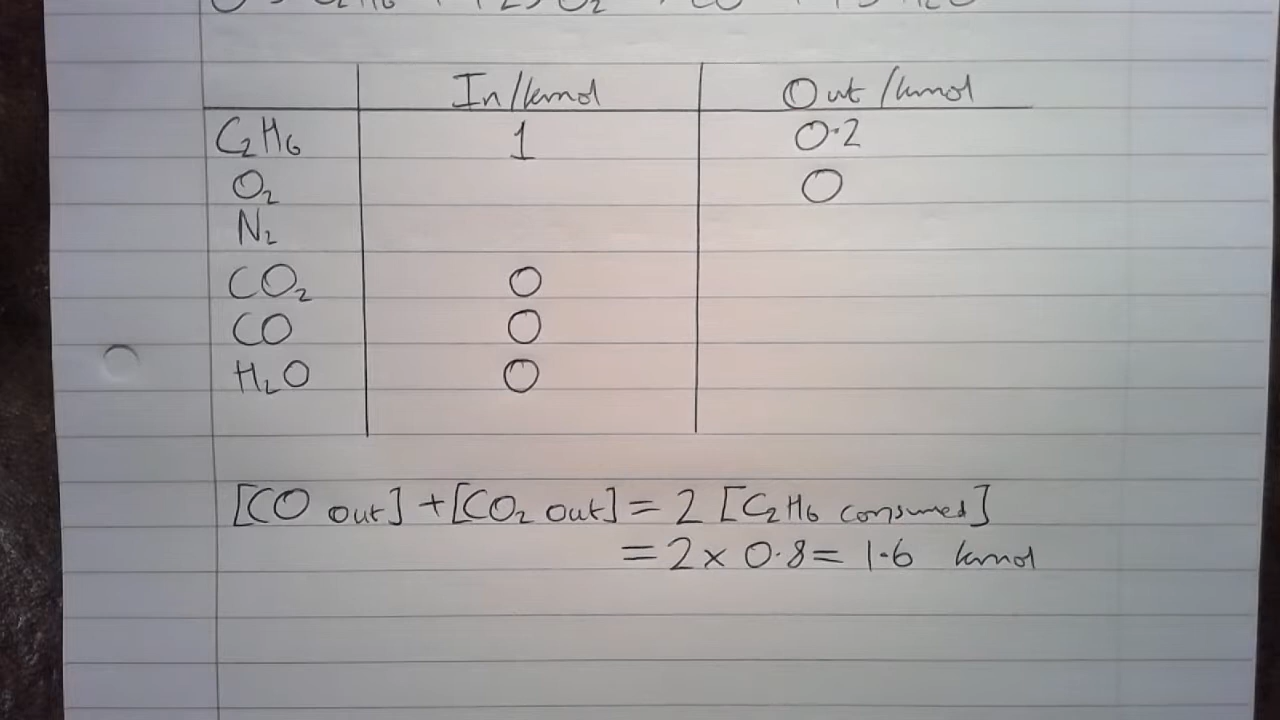 In/kmol Out/kmol
C₂H₆ 1 0·2
O₂ 0
N₂
CO₂ 0
CO 0
H₂O 0
[CO out] + [CO₂ out] = 2 [C₂H₆ consumed]
= 2 × 0·8 = 1·6 kmol